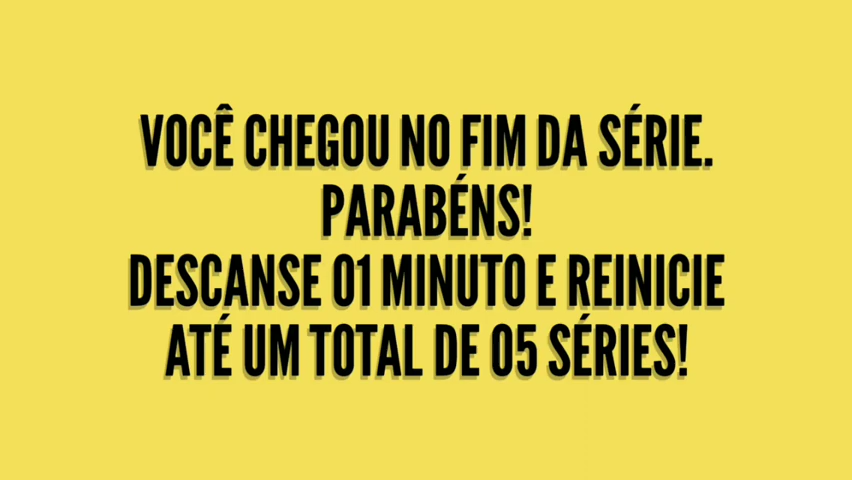 VOCÊ CHEGOU NO FIM DA SÉRIE.
PARABÉNS!
DESCANSE 01 MINUTO E REINICIE
ATÉ UM TOTAL DE 05 SÉRIES!